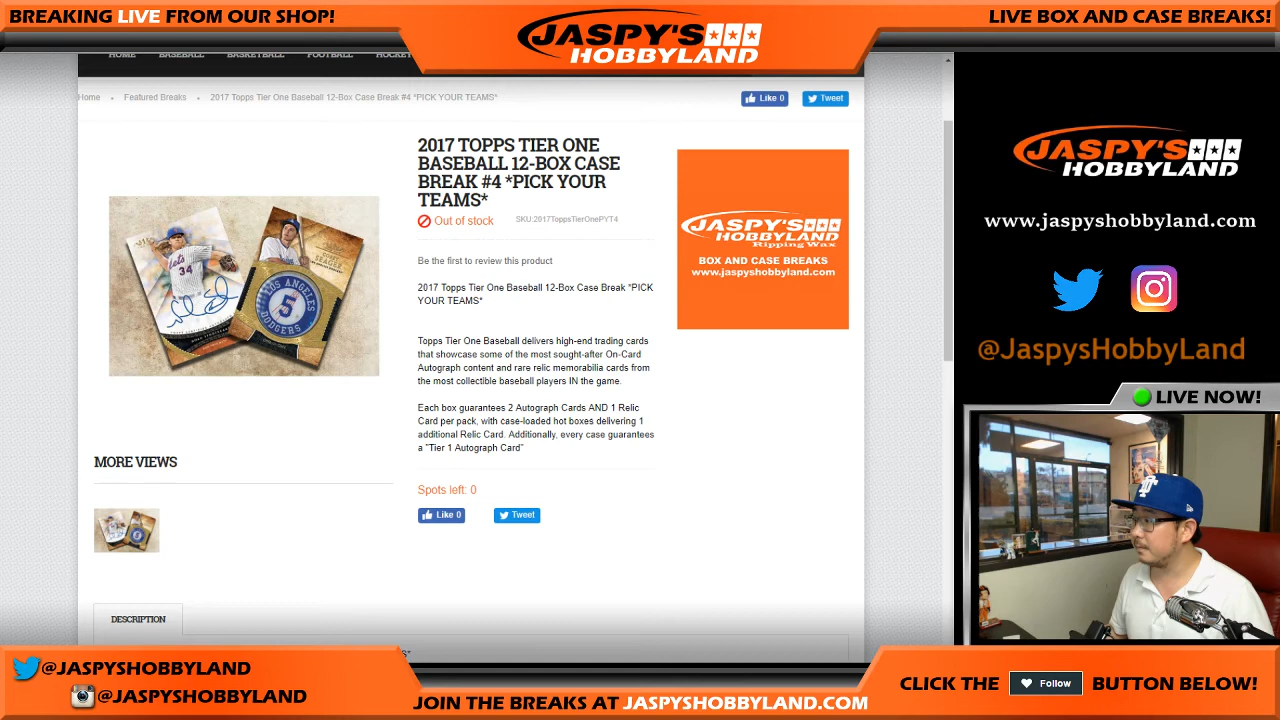 BREAKING LIVE FROM OUR SHOP!
JASPY'S
HOBBYLAND
LIVE BOX AND CASE BREAKS!
HOME BASEBALL BASKETBALL FOOTBALL HOCKEY
Home • Featured Breaks • 2017 Topps Tier One Baseball 12-Box Case Break #4 *PICK YOUR TEAMS*
Like 0 Tweet
2017 TOPPS TIER ONE
BASEBALL 12-BOX CASE
BREAK #4 *PICK YOUR
TEAMS*
Out of stock SKU:2017ToppsTierOnePYT4
Be the first to review this product
2017 Topps Tier One Baseball 12-Box Case Break *PICK
YOUR TEAMS*
Topps Tier One Baseball delivers high-end trading cards
that showcase some of the most sought-after On-Card
Autograph content and rare relic memorabilia cards from
the most collectible baseball players IN the game.
Each box guarantees 2 Autograph Cards AND 1 Relic
Card per pack, with case-loaded hot boxes delivering 1
additional Relic Card. Additionally, every case guarantees
a "Tier 1 Autograph Card"
Spots left: 0
Like 0 Tweet
Mets
34
LOS ANGELES
5
DODGERS
MORE VIEWS
DESCRIPTION
JASPY'S
HOBBYLAND
Ripping Wax
BOX AND CASE BREAKS
www.jaspyshobbyland.com
JASPY'S
HOBBYLAND
www.jaspyshobbyland.com
@JaspysHobbyLand
LIVE NOW!
@JASPYSHOBBYLAND
@JASPYSHOBBYLAND
JOIN THE BREAKS AT JASPYSHOBBYLAND.COM
CLICK THE Follow BUTTON BELOW!